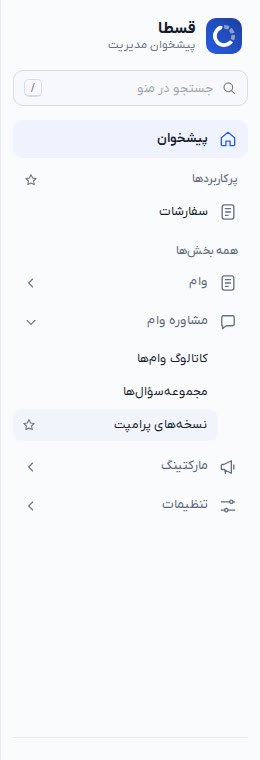 قسطا
پیشخوان مدیریت
جستجو در منو
/
پیشخوان
پرکاربردها
سفارشات
همه بخش‌ها
وام
مشاوره وام
کاتالوگ وام‌ها
مجموعه‌سؤال‌ها
نسخه‌های پرامپت
مارکتینگ
تنظیمات